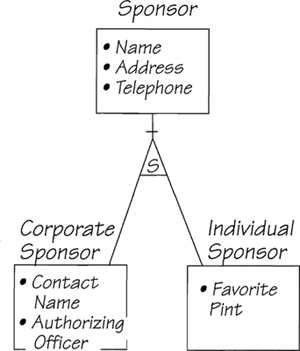 Sponsor
• Name
• Address
• Telephone
S
Corporate
Sponsor
• Contact
Name
• Authorizing
Officer
Individual
Sponsor
• Favorite
Pint